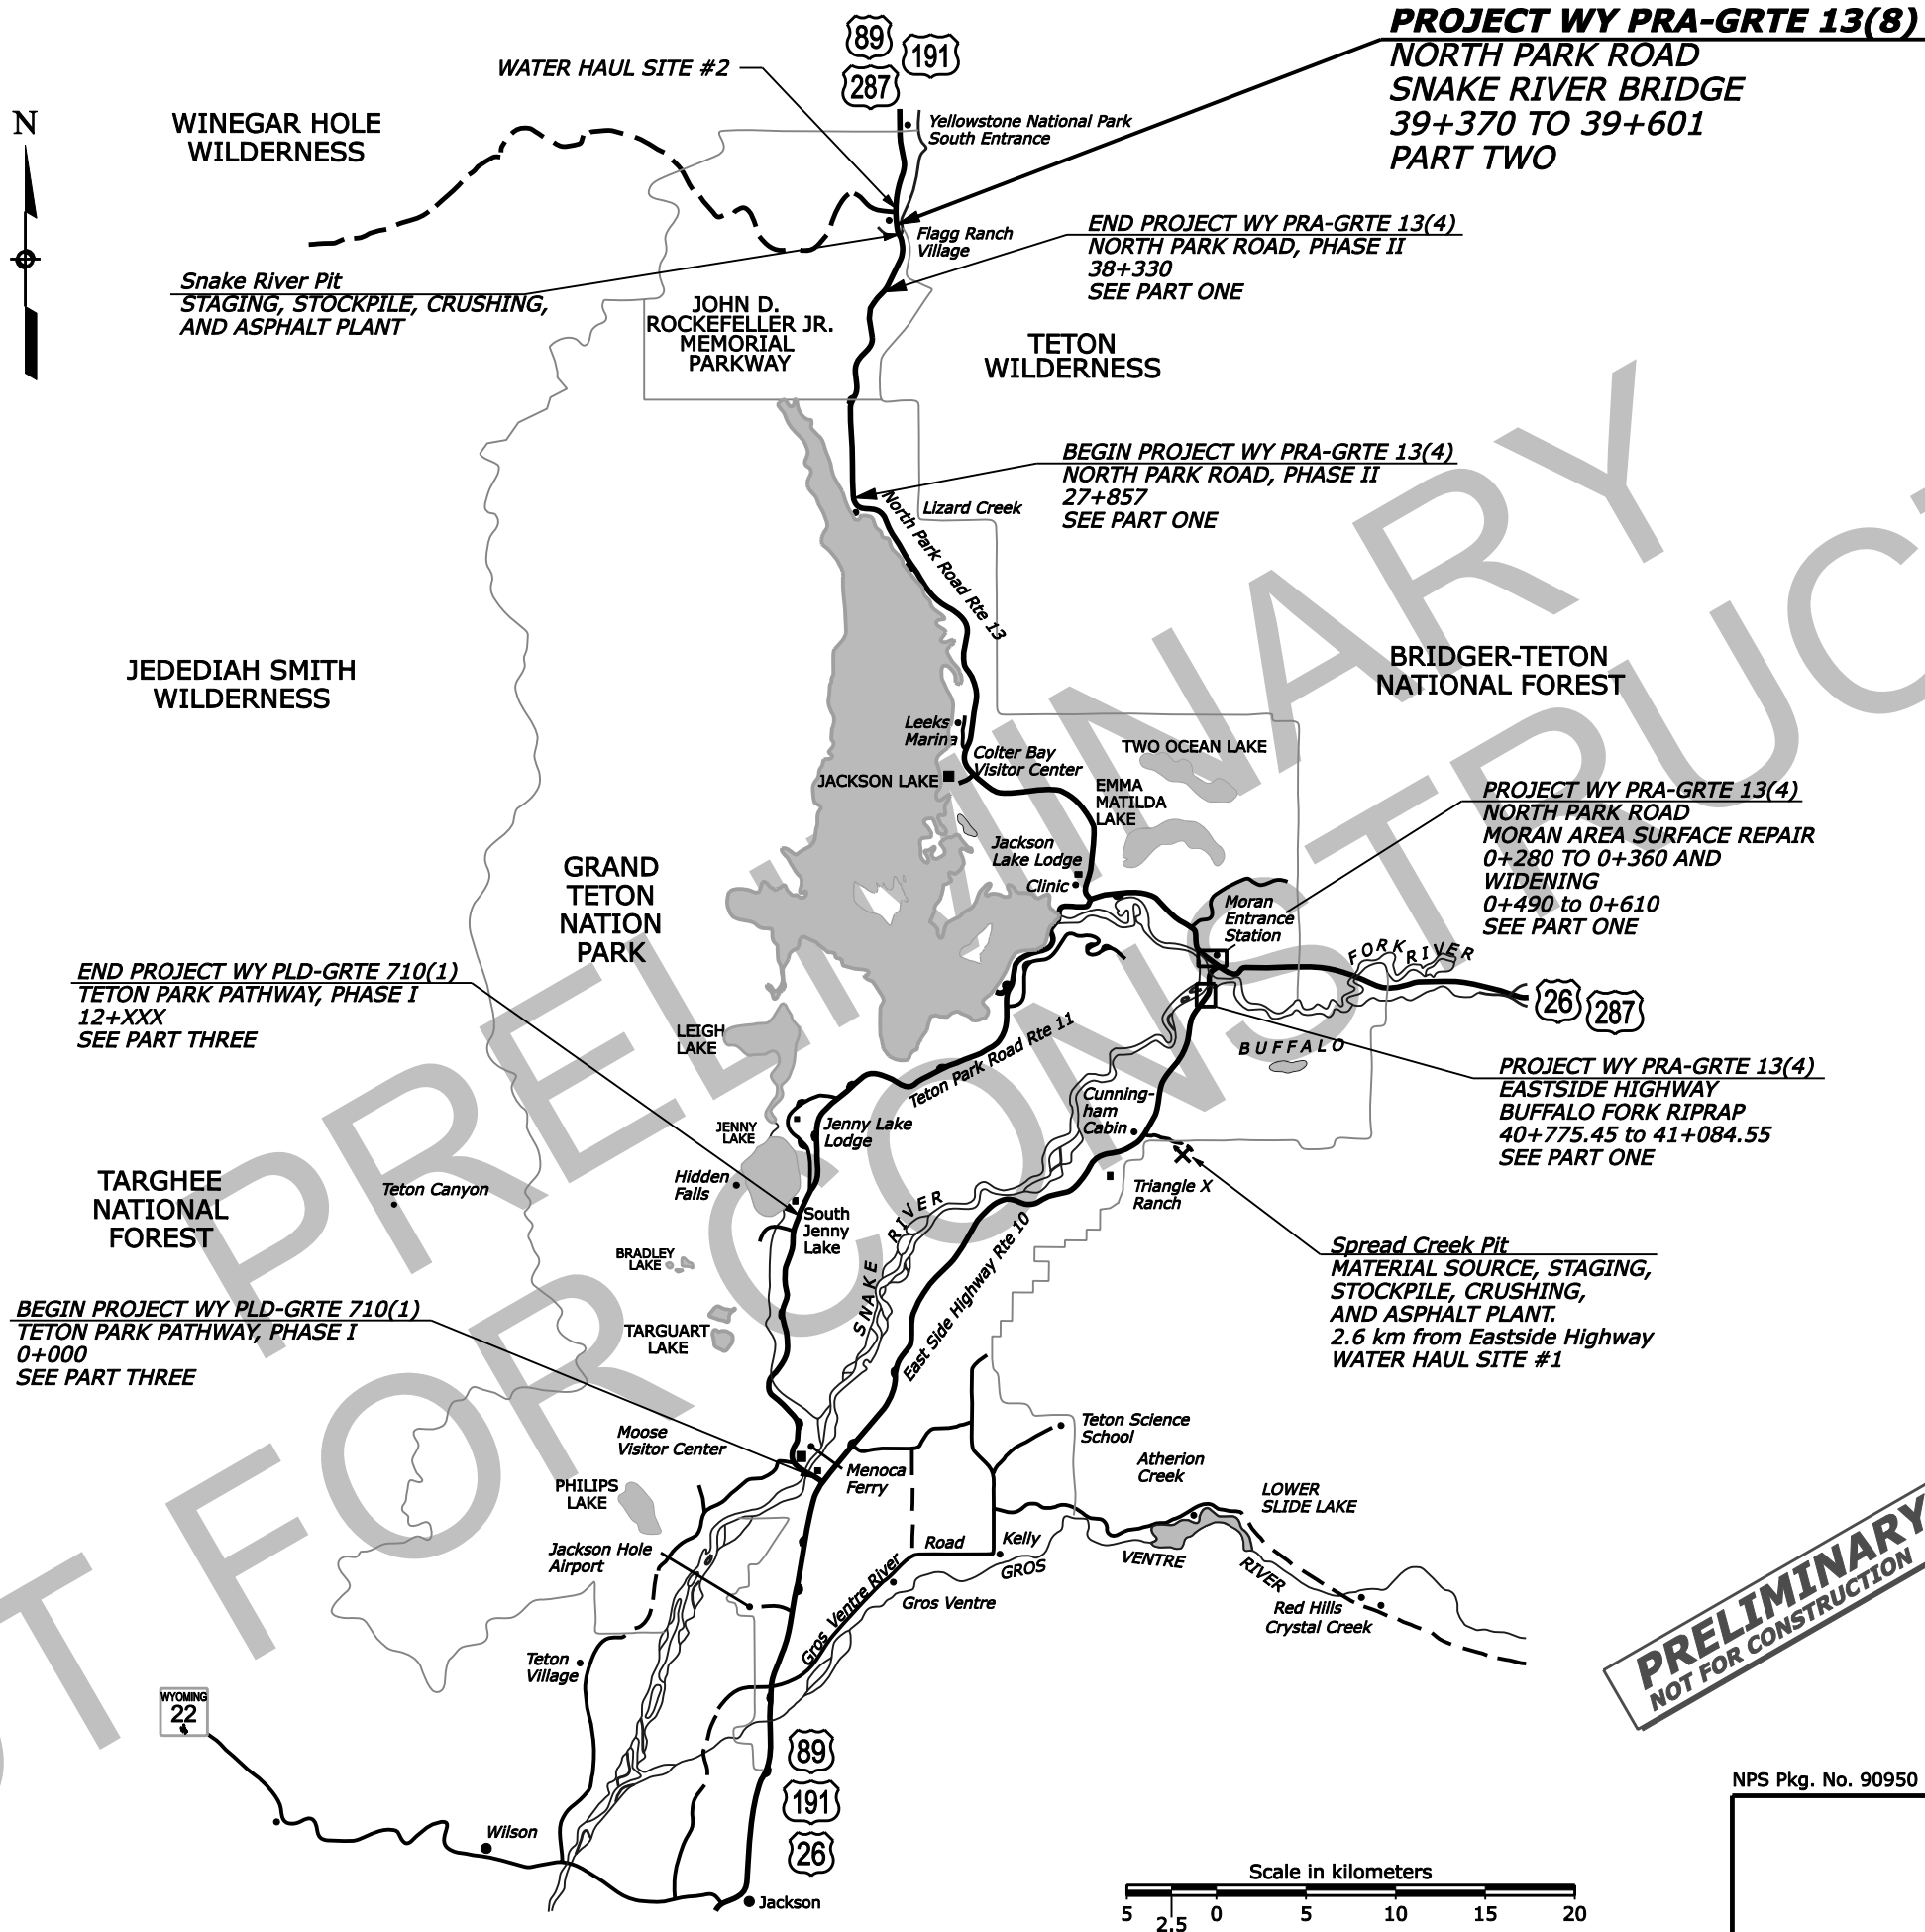 PROJECT WY PRA-GRTE 13(8)
NORTH PARK ROAD
SNAKE RIVER BRIDGE
39+370 TO 39+601
PART TWO
89
191
287
WATER HAUL SITE #2
N
WINEGAR HOLE
WILDERNESS
Yellowstone National Park
South Entrance
Flagg Ranch
Village
END PROJECT WY PRA-GRTE 13(4)
NORTH PARK ROAD, PHASE II
38+330
SEE PART ONE
Snake River Pit
STAGING, STOCKPILE, CRUSHING,
AND ASPHALT PLANT
JOHN D.
ROCKEFELLER JR.
MEMORIAL
PARKWAY
TETON
WILDERNESS
BEGIN PROJECT WY PRA-GRTE 13(4)
NORTH PARK ROAD, PHASE II
27+857
SEE PART ONE
Lizard Creek
North Park Road Rte 13
JEDEDIAH SMITH
WILDERNESS
BRIDGER-TETON
NATIONAL FOREST
Leeks
Marina
Colter Bay
Visitor Center
JACKSON LAKE
TWO OCEAN LAKE
EMMA
MATILDA
LAKE
PROJECT WY PRA-GRTE 13(4)
NORTH PARK ROAD
MORAN AREA SURFACE REPAIR
0+280 TO 0+360 AND
WIDENING
0+490 to 0+610
SEE PART ONE
Jackson
Lake Lodge
Clinic
GRAND
TETON
NATION
PARK
Moran
Entrance
Station
FORK RIVER
26
287
END PROJECT WY PLD-GRTE 710(1)
TETON PARK PATHWAY, PHASE I
12+XXX
SEE PART THREE
LEIGH
LAKE
Teton Park Road Rte 11
BUFFALO
PROJECT WY PRA-GRTE 13(4)
EASTSIDE HIGHWAY
BUFFALO FORK RIPRAP
40+775.45 to 41+084.55
SEE PART ONE
Cunning-
ham
Cabin
JENNY
LAKE
Jenny Lake
Lodge
Hidden
Falls
TARGHEE
NATIONAL
FOREST
Teton Canyon
Triangle X
Ranch
South
Jenny
Lake
SNAKE RIVER
East Side Highway Rte 10
BRADLEY
LAKE
Spread Creek Pit
MATERIAL SOURCE, STAGING,
STOCKPILE, CRUSHING,
AND ASPHALT PLANT.
2.6 km from Eastside Highway
WATER HAUL SITE #1
BEGIN PROJECT WY PLD-GRTE 710(1)
TETON PARK PATHWAY, PHASE I
0+000
SEE PART THREE
TARGUART
LAKE
Moose
Visitor Center
Menoca
Ferry
Teton Science
School
Atherion
Creek
PHILIPS
LAKE
LOWER
SLIDE LAKE
Jackson Hole
Airport
Road
Kelly
GROS
VENTRE
RIVER
Gros Ventre River
Gros Ventre
Red Hills
Crystal Creek
Teton
Village
WYOMING
22
89
191
26
Wilson
Jackson
Scale in kilometers
5 2.5 0 5 10 15 20
NPS Pkg. No. 90950
PRELIMINARY
NOT FOR CONSTRUCTION
PRELIMINARY